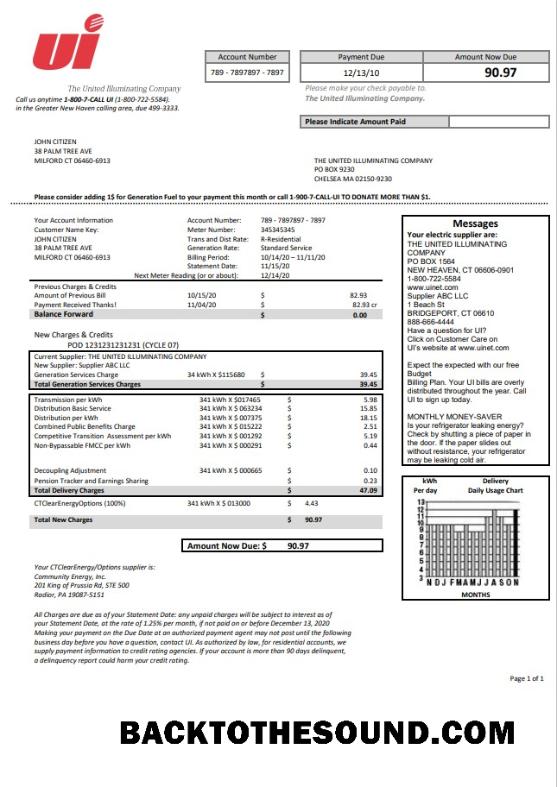 ui
The United Illuminating Company
Call us anytime 1-800-7-CALL UI (1-800-722-5584).
in the Greater New Haven calling area, due 499-3333.
Account Number
789 - 7897897 - 7897
Payment Due
Amount Now Due
12/13/10
90.97
Please make your check payable to.
The United Illuminating Company.
Please Indicate Amount Paid
JOHN CITIZEN
38 PALM TREE AVE
MILFORD CT 06460-6913
THE UNITED ILLUMINATING COMPANY
PO BOX 9230
CHELSEA MA 02150-9230
Please consider adding 1$ for Generation Fuel to your payment this month or call 1-900-7-CALL-UI TO DONATE MORE THAN $1.
Your Account Information
Customer Name Key:
JOHN CITIZEN
38 PALM TREE AVE
MILFORD CT 06460-6913
Account Number: 789 - 7897897 - 7897
Meter Number: 345345345
Trans and Dist Rate: R-Residential
Generation Rate: Standard Service
Billing Period: 10/14/20 – 11/11/20
Statement Date: 11/15/20
Next Meter Reading (or or about): 12/14/20
Previous Charges & Credits
Amount of Previous Bill 10/15/20 $ 82.93
Payment Received Thanks! 11/04/20 $ 82.93 cr
Balance Forward $ 0.00
New Charges & Credits
POD 1231231231231 (CYCLE 07)
Current Supplier: THE UNITED ILLUMINATING COMPANY
New Supplier: Supplier ABC LLC
Generation Services Charge 34 kWh X $115680 $ 39.45
Total Generation Services Charges $ 39.45
Transmission per kWh 341 kWh X $017465 $ 5.98
Distribution Basic Service 341 kWh X $ 063234 $ 15.85
Distribution per kWh 341 kWh X $ 007375 $ 18.15
Combined Public Benefits Charge 341 kWh X $ 015222 $ 2.51
Competitive Transition Assessment per kWh 341 kWh X $ 001292 $ 5.19
Non-Bypassable FMCC per kWh 341 kWh X $ 000291 $ 0.44
Decoupling Adjustment 341 kWh X $ 000665 $ 0.10
Pension Tracker and Earnings Sharing $ 0.23
Total Delivery Charges $ 47.09
CTClearEnergyOptions (100%) 341 kWh X $ 013000 $ 4.43
Total New Charges $ 90.97
Amount Now Due: $ 90.97
Your CTClearEnergy/Options supplier is:
Community Energy, Inc.
201 King of Prussia Rd, STE 500
Radior, PA 19087-5151
All Charges are due as of your Statement Date: any unpaid charges will be subject to interest as of
your Statement Date, at the rate of 1.25% per month, if not paid on or before December 13, 2020
Making your payment on the Due Date at an authorized payment agent may not post until the following
business day before you have a question, contact UI. As authorized by law, for residential accounts, we
supply payment information to credit rating agencies. If your account is more than 90 days delinquent,
a delinquency report could harm your credit rating.
Messages
Your electric supplier are:
THE UNITED ILLUMINATING
COMPANY
PO BOX 1564
NEW HEAVEN, CT 06606-0901
1-800-722-5584
www.uinet.com
Supplier ABC LLC
1 Beach St
BRIDGEPORT, CT 06610
888-666-4444
Have a question for UI?
Click on Customer Care on
UI's website at www.uinet.com
Expect the expected with our free
Budget
Billing Plan. Your UI bills are overly
distributed throughout the year. Call
UI to sign up today.
MONTHLY MONEY-SAVER
Is your refrigerator leaking energy?
Check by shutting a piece of paper in
the door. If the paper slides out
without resistance, your refrigerator
may be leaking cold air.
kWh Delivery
Per day Daily Usage Chart
13
12
11
10
9
8
7
6
5
4
3
N D J F M A M J J A S O N
MONTHS
Page 1 of 1
BACKTOTHESOUND.COM